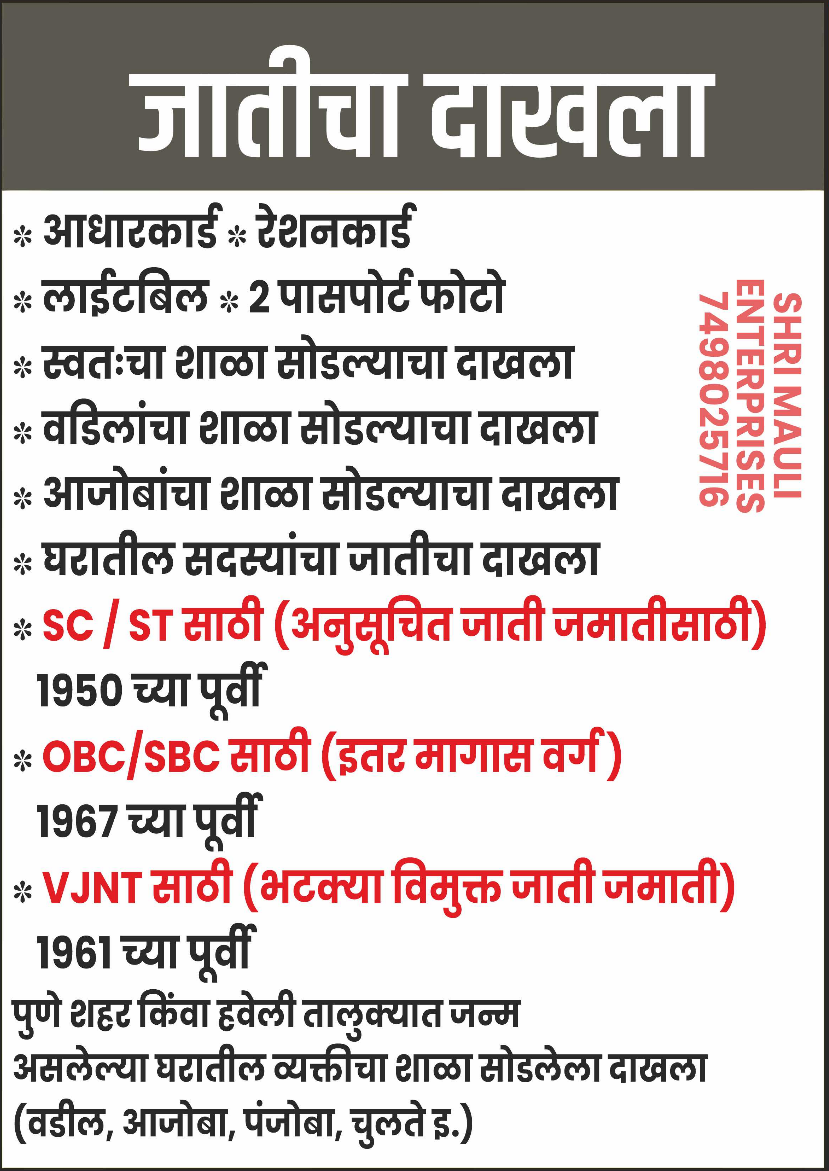 जातीचा दाखला
* आधारकार्ड * रेशनकार्ड
* लाईटबिल * 2 पासपोर्ट फोटो
* स्वतःचा शाळा सोडल्याचा दाखला
* वडिलांचा शाळा सोडल्याचा दाखला
* आजोबांचा शाळा सोडल्याचा दाखला
* घरातील सदस्यांचा जातीचा दाखला
* SC / ST साठी (अनुसूचित जाती जमातीसाठी)
1950 च्या पूर्वी
* OBC/SBC साठी (इतर मागास वर्ग )
1967 च्या पूर्वी
* VJNT साठी (भटक्या विमुक्त जाती जमाती)
1961 च्या पूर्वी
पुणे शहर किंवा हवेली तालुक्यात जन्म
असलेल्या घरातील व्यक्तीचा शाळा सोडलेला दाखला
(वडील, आजोबा, पंजोबा, चुलते इ.)
SHRI MAULI
ENTERPRISES
7498025716